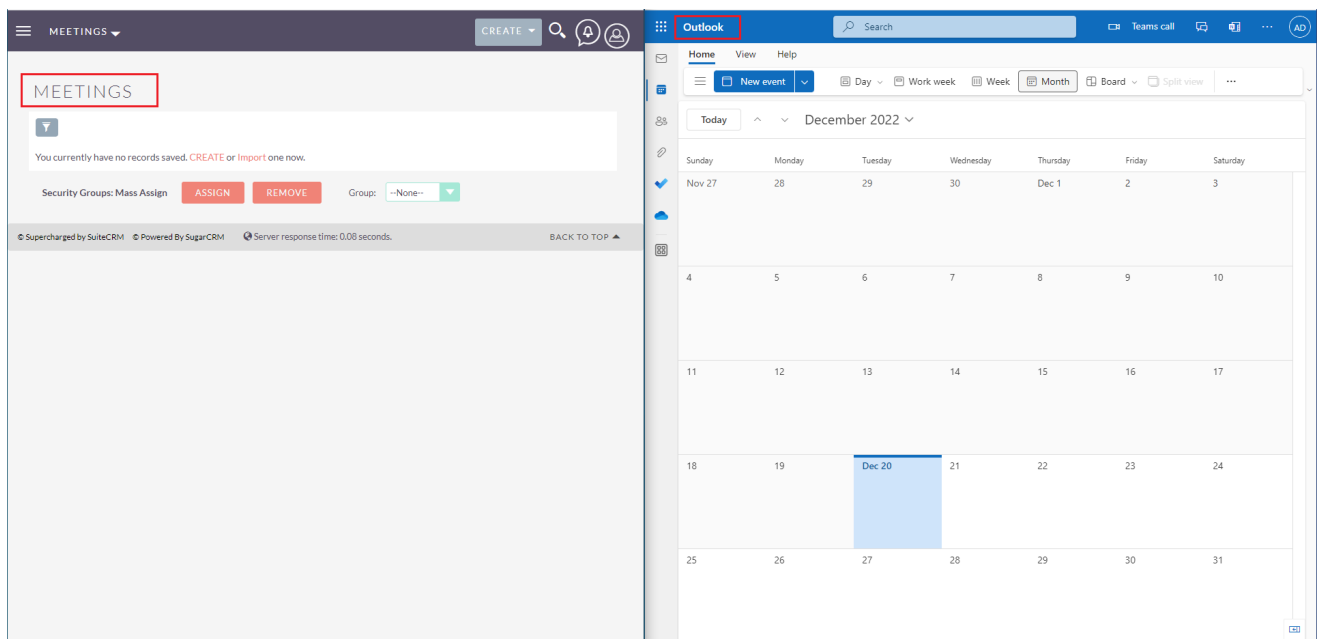 MEETINGS
CREATE
MEETINGS
You currently have no records saved. CREATE or Import one now.
Security Groups: Mass Assign ASSIGN REMOVE Group: --None--
© Supercharged by SuiteCRM © Powered By SugarCRM Server response time: 0.08 seconds. BACK TO TOP
Outlook Search Teams call AD
Home View Help
New event Day Work week Week Month Board Split view
Today December 2022
Sunday Monday Tuesday Wednesday Thursday Friday Saturday
Nov 27 28 29 30 Dec 1 2 3
4 5 6 7 8 9 10
11 12 13 14 15 16 17
18 19 Dec 20 21 22 23 24
25 26 27 28 29 30 31